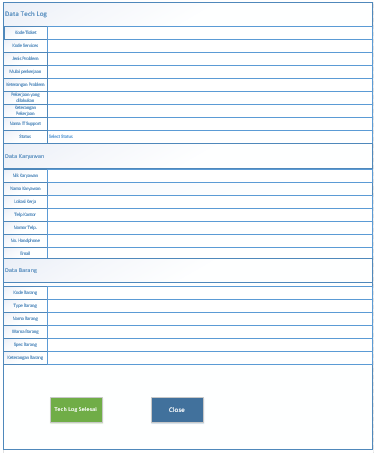 Data Tech Log
Kode Ticket
Kode Services
Jenis Problem
Mulai pekerjaan
Keterangan Problem
Pekerjaan yang
dilakukan
Keterangan
Pekerjaan
Nama IT Support
Status
Select Status
Data Karyawan
NIK Karyawan
Nama Karyawan
Lokasi Kerja
Telp.Kantor
Nomor Telp.
No. Handphone
Email
Data Barang
Kode Barang
Type Barang
Nama Barang
Warna Barang
Spec Barang
Keterangan Barang
Tech Log Selesai
Close